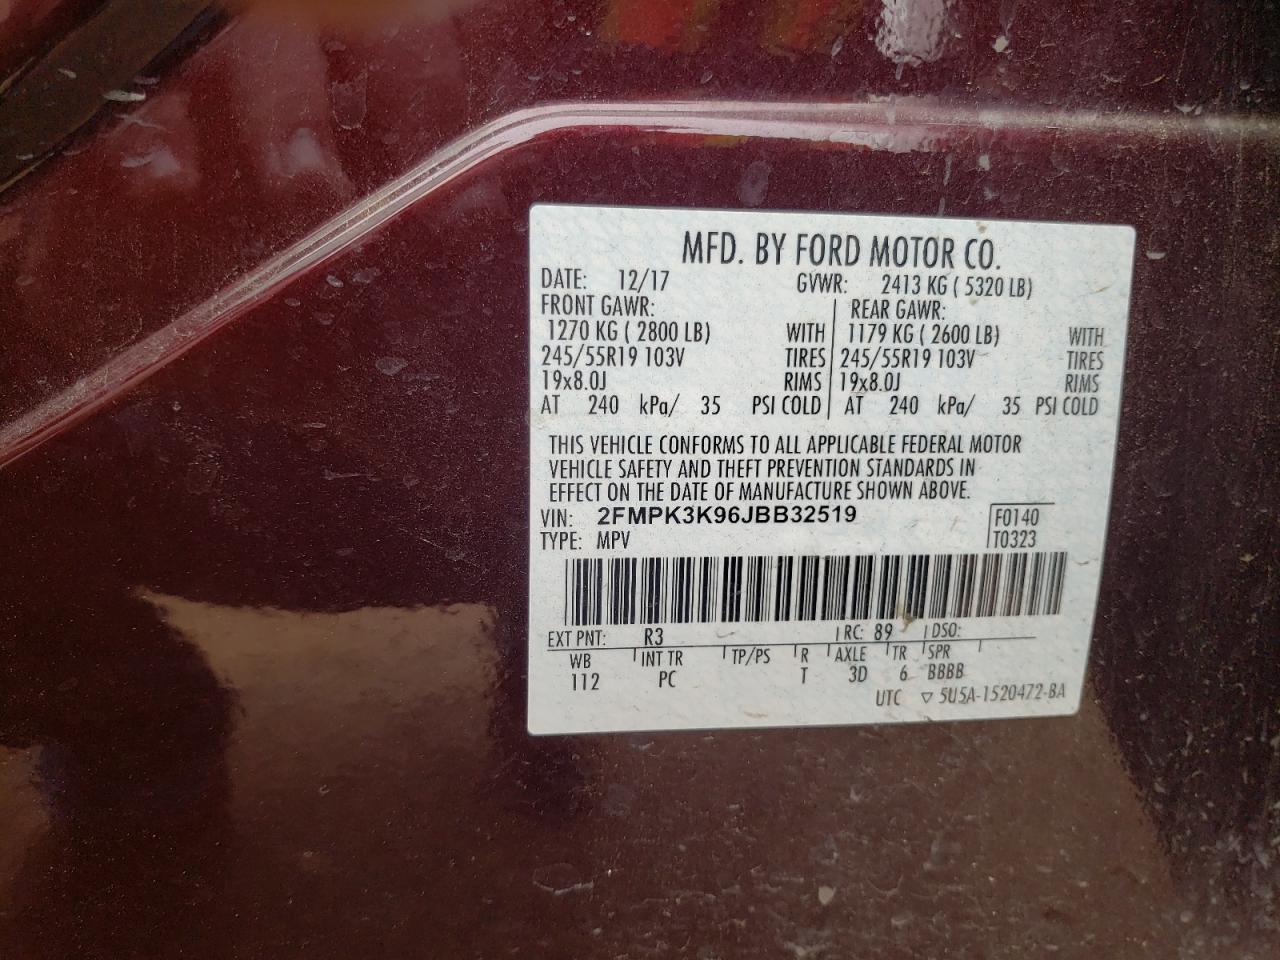 MFD. BY FORD MOTOR CO.
DATE: 12/17 GVWR: 2413 KG ( 5320 LB)
FRONT GAWR: REAR GAWR:
1270 KG ( 2800 LB) WITH 1179 KG ( 2600 LB) WITH
245/55R19 103V TIRES 245/55R19 103V TIRES
19x8.0J RIMS 19x8.0J RIMS
AT 240 kPa/ 35 PSI COLD AT 240 kPa/ 35 PSI COLD
THIS VEHICLE CONFORMS TO ALL APPLICABLE FEDERAL MOTOR
VEHICLE SAFETY AND THEFT PREVENTION STANDARDS IN
EFFECT ON THE DATE OF MANUFACTURE SHOWN ABOVE.
VIN: 2FMPK3K96JBB32519 F0140
TYPE: MPV T0323
EXT PNT: R3 RC: 89 DSO:
WB INT TR TP/PS R AXLE TR SPR
112 PC T 3D 6 BBBB
UTC ▽ 5U5A-1520472-BA